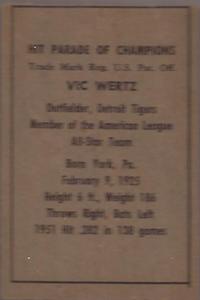 HIT PARADE OF CHAMPIONS
Trade Mark Reg. U.S. Pat. Off.
VIC WERTZ
Outfielder, Detroit Tigers
Member of the American League
All-Star Team
Born York, Pa.
February 9, 1925
Height 6 ft., Weight 186
Throws Right, Bats Left
1951 Hit .282 in 138 games